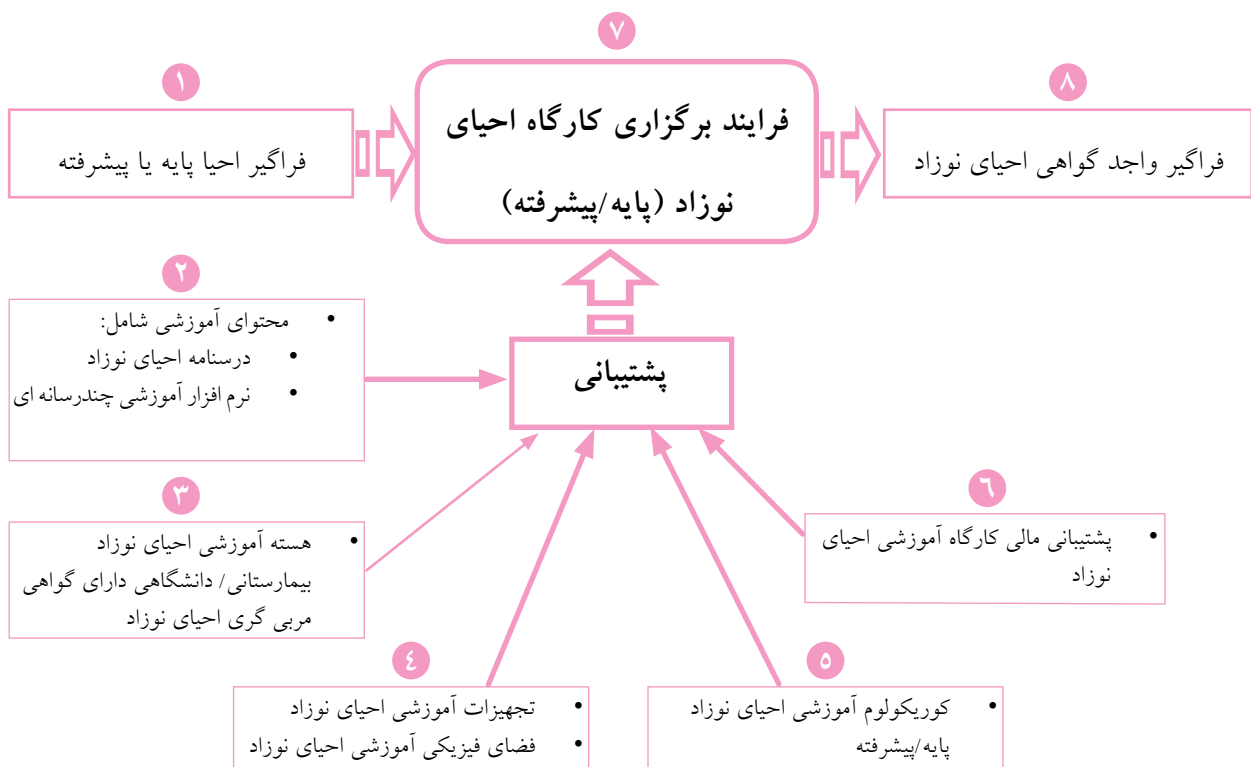 ۱
فراگیر احیا پایه یا پیشرفته
۷
فرایند برگزاری کارگاه احیای
نوزاد (پایه/پیشرفته)
۸
فراگیر واجد گواهی احیای نوزاد
پشتیبانی
۲
• محتوای آموزشی شامل:
• درسنامه احیای نوزاد
• نرم افزار آموزشی چندرسانه ای
۳
• هسته آموزشی احیای نوزاد
بیمارستانی/ دانشگاهی دارای گواهی
مربی گری احیای نوزاد
٤
• تجهیزات آموزشی احیای نوزاد
• فضای فیزیکی آموزشی احیای نوزاد
٥
• کوریکولوم آموزشی احیای نوزاد
پایه/پیشرفته
٦
• پشتیبانی مالی کارگاه آموزشی احیای
نوزاد